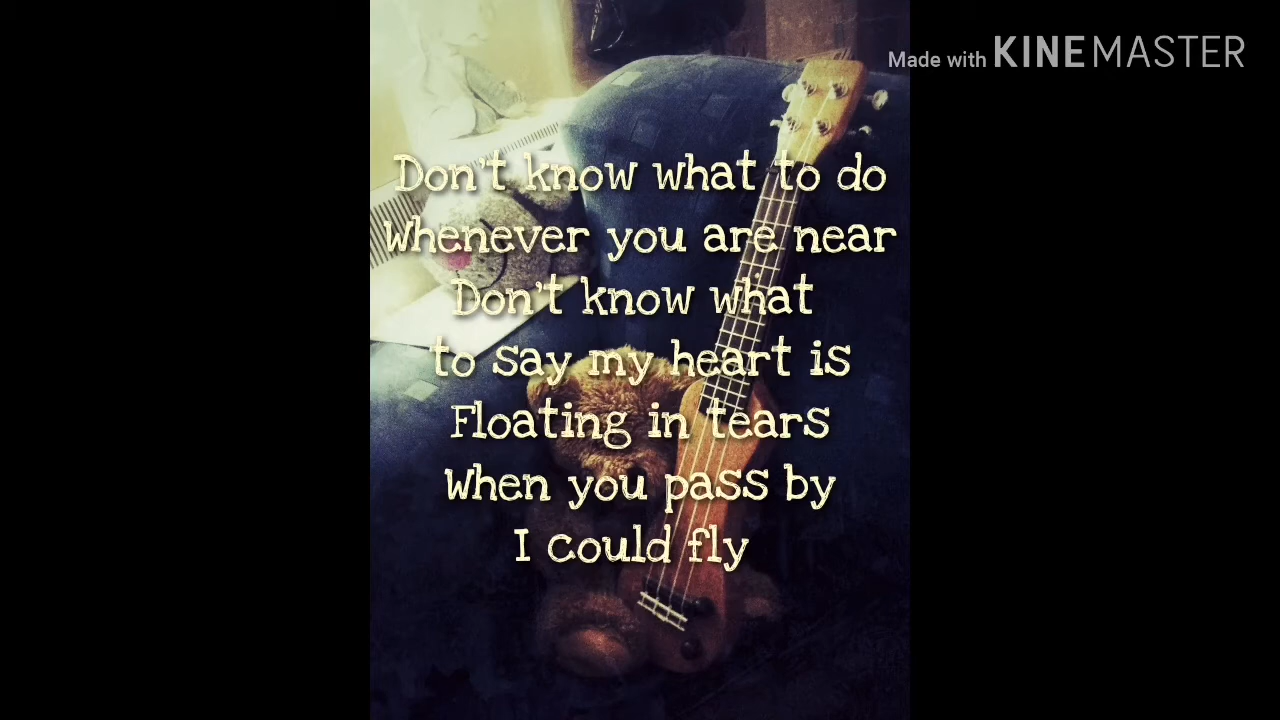 Made with KINEMASTER
Don't know what to do
Whenever you are near
Don't know what
to say my heart is
Floating in tears
When you pass by
I could fly